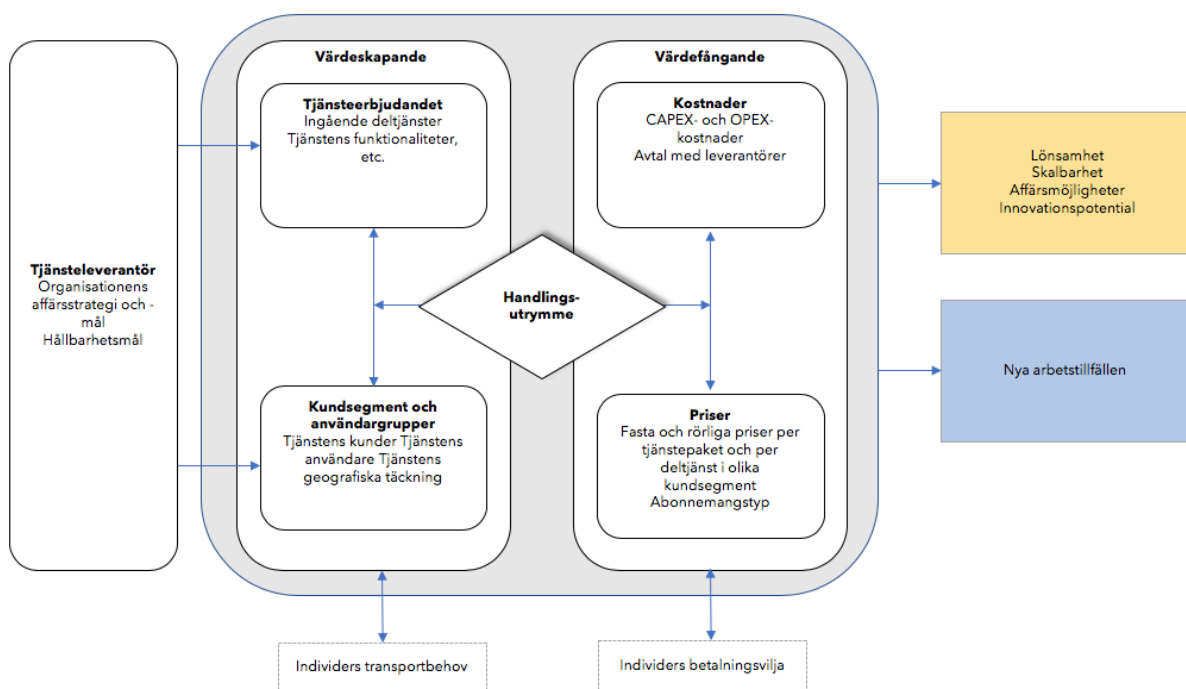 Tjänsteleverantör
Organisationens
affärsstrategi och -
mål
Hållbarhetsmål
Värdeskapande
Tjänsteerbjudandet
Ingående deltjänster
Tjänstens funktionaliteter,
etc.
Kundsegment och
användargrupper
Tjänstens kunder Tjänstens
användare Tjänstens
geografiska täckning
Handlings-
utrymme
Värdefångande
Kostnader
CAPEX- och OPEX-
kostnader
Avtal med leverantörer
Priser
Fasta och rörliga priser per
tjänstepaket och per
deltjänst i olika
kundsegment
Abonnemangstyp
Lönsamhet
Skalbarhet
Affärsmöjligheter
Innovationspotential
Nya arbetstillfällen
Individers transportbehov
Individers betalningsvilja